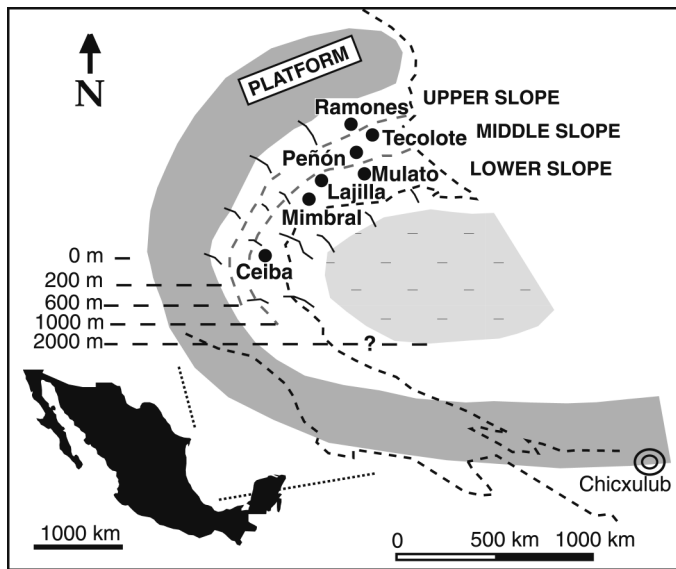 PLATFORM
N
UPPER SLOPE
Ramones
Tecolote
MIDDLE SLOPE
Peñón
LOWER SLOPE
Mulato
Lajilla
Mimbral
0 m
Ceiba
200 m
600 m
1000 m
2000 m
?
Chicxulub
1000 km
0
500 km
1000 km